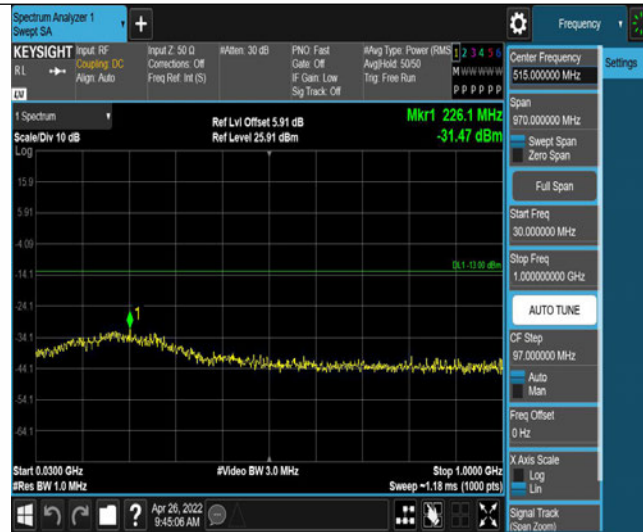 Spectrum Analyzer 1
Swept SA
Frequency
KEYSIGHT
Input: RF
Coupling: DC
Align: Auto
Input Z: 50 Ω
Corrections: Off
Freq Ref: Int (S)
#Atten: 30 dB
PNO: Fast
Gate: Off
IF Gain: Low
Sig Track: Off
#Avg Type: Power (RMS
Avg|Hold: 50/50
Trig: Free Run
1 2 3 4 5 6
M W W W W W
P P P P P P
RL
LXI
1 Spectrum
Scale/Div 10 dB
Log
Ref Lvl Offset 5.91 dB
Ref Level 25.91 dBm
Mkr1 226.1 MHz
-31.47 dBm
15.9
5.91
-4.09
-14.1
-24.1
-34.1
-44.1
-54.1
-64.1
DL1 -13.00 dBm
1
Start 0.0300 GHz
#Res BW 1.0 MHz
#Video BW 3.0 MHz
Stop 1.0000 GHz
Sweep ~1.18 ms (1000 pts)
Center Frequency
515.000000 MHz
Settings
Span
970.000000 MHz
Swept Span
Zero Span
Full Span
Start Freq
30.000000 MHz
Stop Freq
1.000000000 GHz
AUTO TUNE
CF Step
97.000000 MHz
Auto
Man
Freq Offset
0 Hz
X Axis Scale
Log
Lin
Signal Track
(Span Zoom)
?
Apr 26, 2022
9:45:06 AM